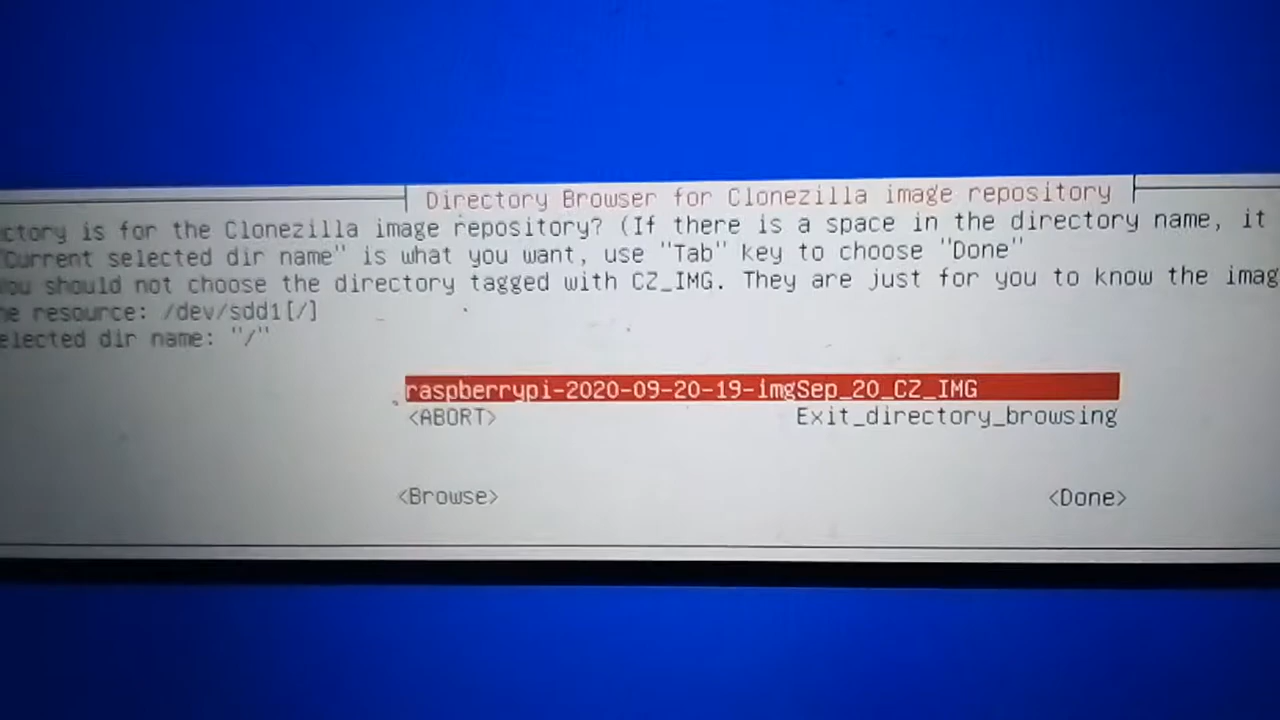 Directory Browser for Clonezilla image repository
ctory is for the Clonezilla image repository? (If there is a space in the directory name, it
"Current selected dir name" is what you want, use "Tab" key to choose "Done"
You should not choose the directory tagged with CZ_IMG. They are just for you to know the imag
he resource: /dev/sdd1[/]
elected dir name: "/"
raspberrypi-2020-09-20-19-imgSep_20_CZ_IMG
<ABORT> Exit_directory_browsing
<Browse> <Done>